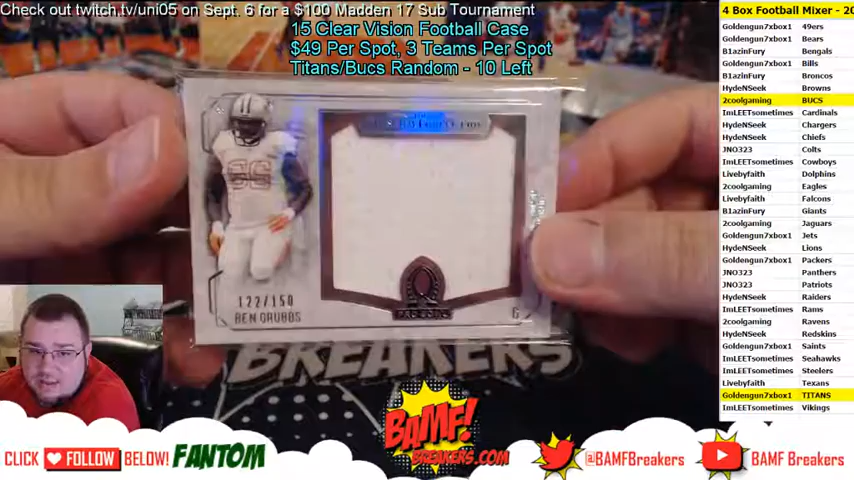 Check out twitch.tv/uni05 on Sept. 6 for a $100 Madden 17 Sub Tournament
15 Clear Vision Football Case
$49 Per Spot, 3 Teams Per Spot
Titans/Bucs Random - 10 Left
4 Box Football Mixer - 20
Goldengun7xbox1 49ers
Goldengun7xbox1 Bears
B1azinFury Bengals
Goldengun7xbox1 Bills
B1azinFury Broncos
HydeNSeek Browns
2coolgaming BUCS
ImLEETsometimes Cardinals
HydeNSeek Chargers
HydeNSeek Chiefs
JNO323 Colts
ImLEETsometimes Cowboys
Livebyfaith Dolphins
2coolgaming Eagles
Livebyfaith Falcons
B1azinFury Giants
2coolgaming Jaguars
Goldengun7xbox1 Jets
HydeNSeek Lions
Goldengun7xbox1 Packers
JNO323 Panthers
JNO323 Patriots
HydeNSeek Raiders
ImLEETsometimes Rams
2coolgaming Ravens
HydeNSeek Redskins
Goldengun7xbox1 Saints
ImLEETsometimes Seahawks
ImLEETsometimes Steelers
Livebyfaith Texans
Goldengun7xbox1 TITANS
ImLEETsometimes Vikings
66
122/150
BEN GRUBBS
PRO BOWL
G
BREAKERS
BAMF!
BREAKERS.COM
CLICK FOLLOW BELOW! FANTOM
@BAMFBreakers
BAMF Breakers